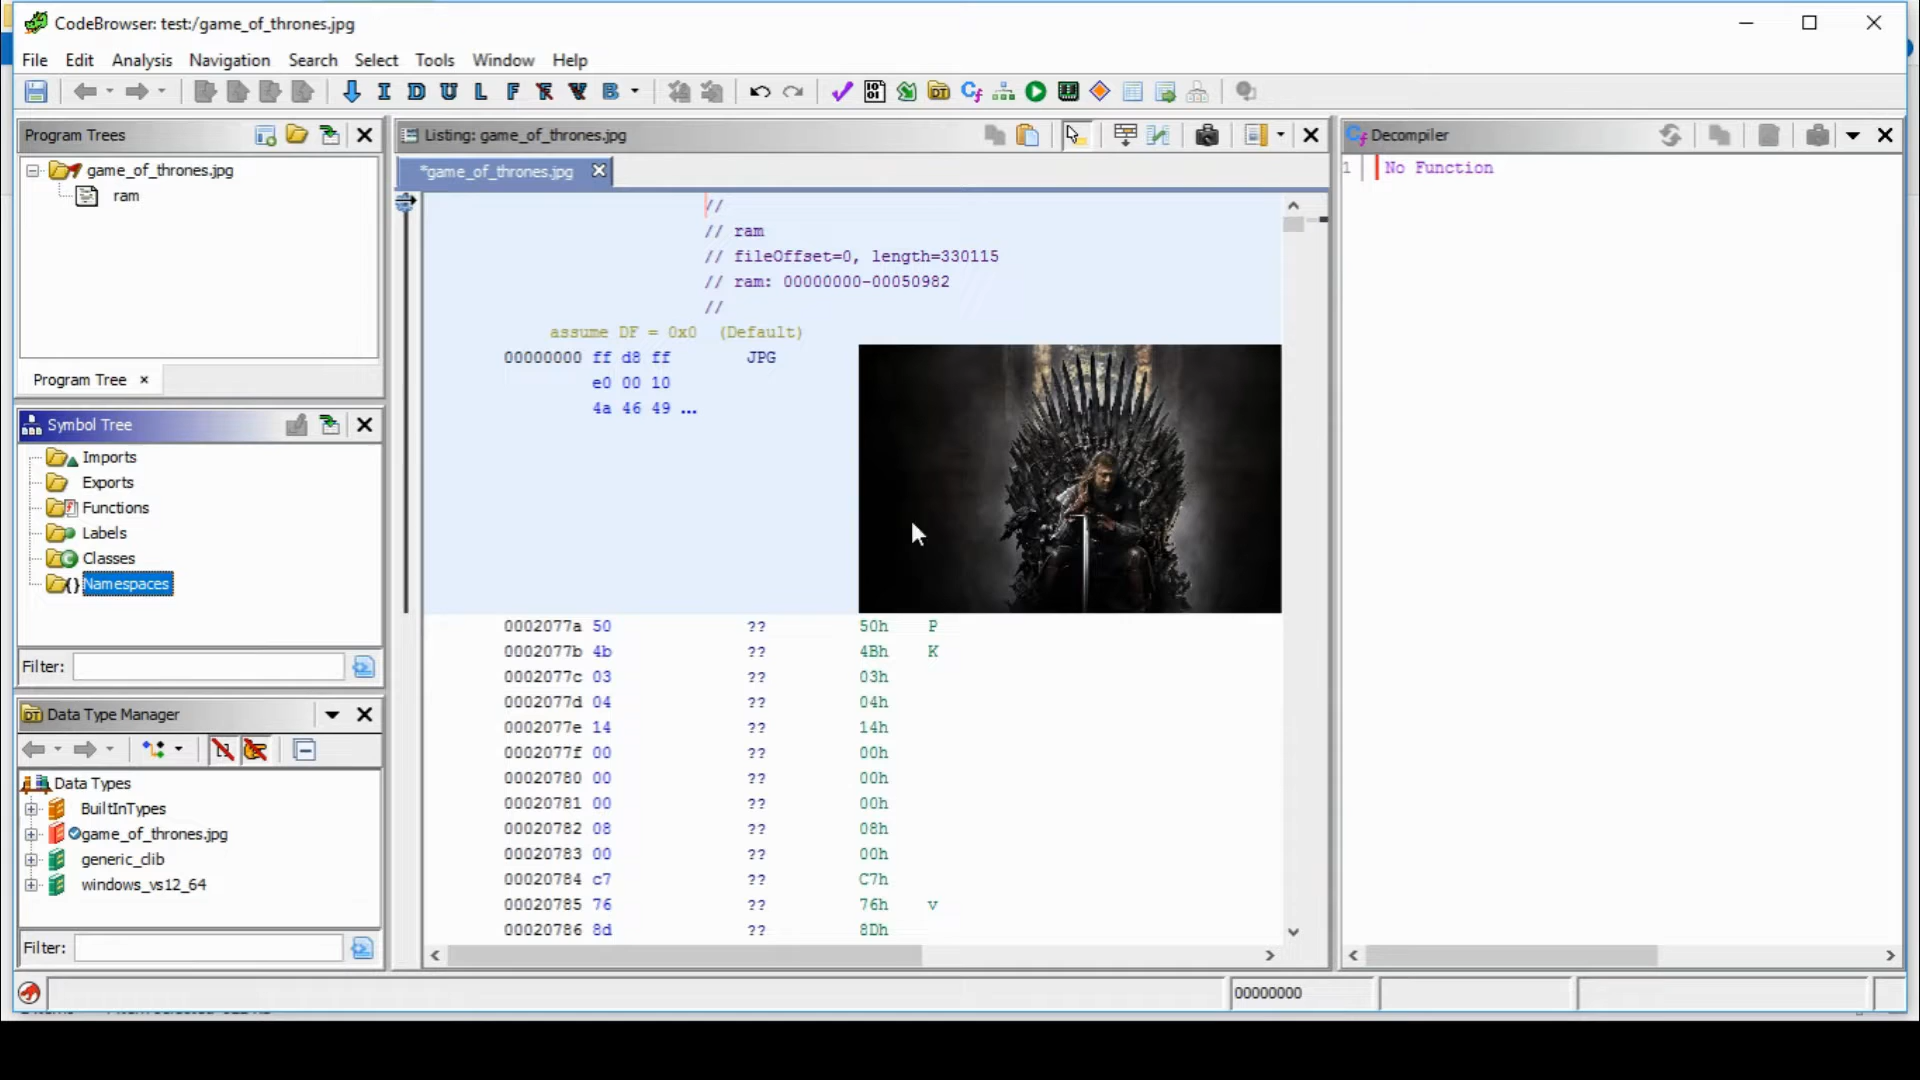 CodeBrowser: test:/game_of_thrones.jpg
File Edit Analysis Navigation Search Select Tools Window Help
I D U L F B
Program Trees
game_of_thrones.jpg
ram
Program Tree
Symbol Tree
Imports
Exports
Functions
Labels
Classes
Namespaces
Filter:
Data Type Manager
Data Types
BuiltInTypes
game_of_thrones.jpg
generic_clib
windows_vs12_64
Filter:
Listing: game_of_thrones.jpg
*game_of_thrones.jpg
//
// ram
// fileOffset=0, length=330115
// ram: 00000000-00050982
//
assume DF = 0x0 (Default)
00000000 ff d8 ff JPG
e0 00 10
4a 46 49 ...
0002077a 50 ?? 50h P
0002077b 4b ?? 4Bh K
0002077c 03 ?? 03h
0002077d 04 ?? 04h
0002077e 14 ?? 14h
0002077f 00 ?? 00h
00020780 00 ?? 00h
00020781 00 ?? 00h
00020782 08 ?? 08h
00020783 00 ?? 00h
00020784 c7 ?? C7h
00020785 76 ?? 76h v
00020786 8d ?? 8Dh
Decompiler
1 No Function
00000000